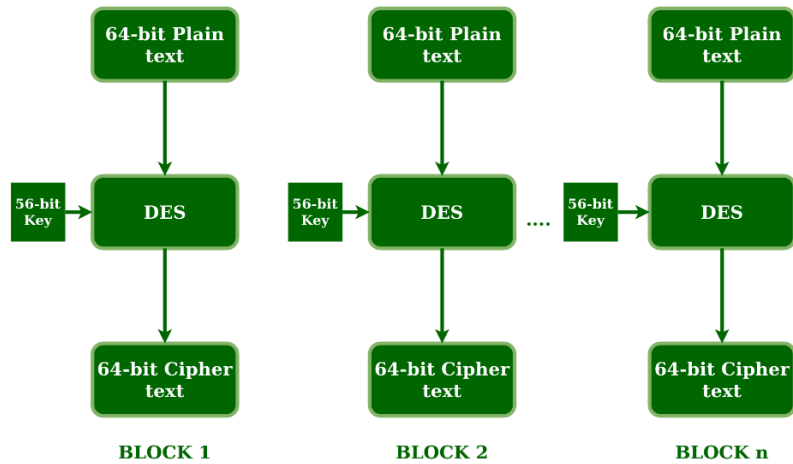 64-bit Plain
text
64-bit Plain
text
64-bit Plain
text
56-bit
Key
DES
56-bit
Key
DES
....
56-bit
Key
DES
64-bit Cipher
text
64-bit Cipher
text
64-bit Cipher
text
BLOCK 1
BLOCK 2
BLOCK n